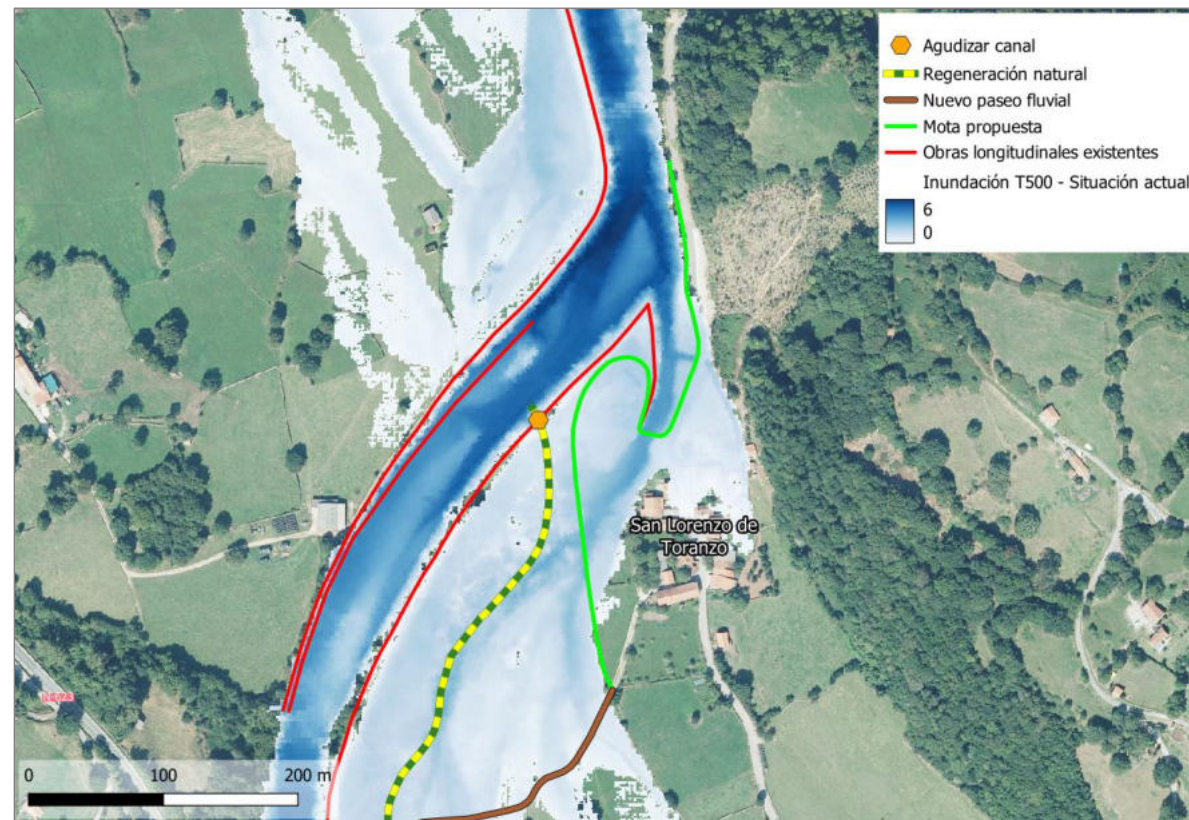 Agudizar canal
Regeneración natural
Nuevo paseo fluvial
Mota propuesta
Obras longitudinales existentes
Inundación T500 - Situación actual
6
0
San Lorenzo de
Toranzo
0 100 200 m